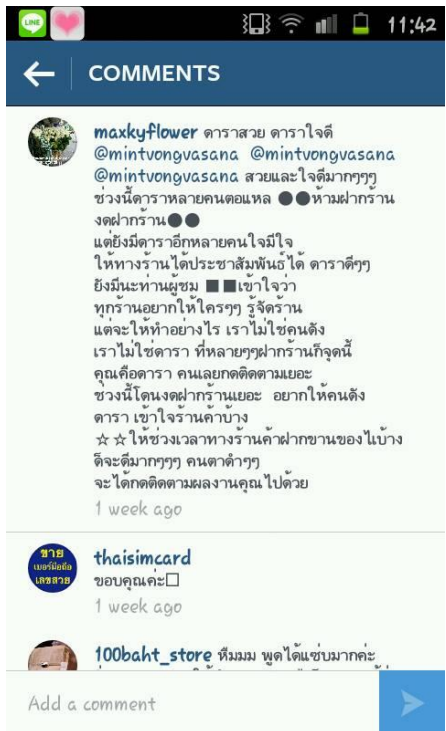 LINE
11:42
COMMENTS
maxkyflower ดาราสวย ดาราใจดี
@mintvongvasana @mintvongvasana
@mintvongvasana สวยและใจดีมากๆๆๆ
ช่วงนี้ดาราหลายคนตอแหล ●●ห้ามฝากร้าน
งดฝากร้าน●●
แต่ยังมีดาราอีกหลายคนใจมีใจ
ให้ทางร้านได้ประชาสัมพันธ์ได้ ดาราดีๆๆ
ยังมีนะท่านผู้ชม ■■เข้าใจว่า
ทุกร้านอยากให้ใครๆๆ รู้จัดร้าน
แต่จะให้ทำอย่างไร เราไม่ใช่คนดัง
เราไม่ใช่ดารา ที่หลายๆๆฝากร้านก็จุดนี้
คุณคือดารา คนเลยกดติดตามเยอะ
ชวงนี้โดนงดฝากร้านเยอะ อยากให้คนดัง
ดารา เข้าใจร้านค้าบ้าง
☆☆ให้ช่วงเวลาทางร้านค้าฝากขานของไบ้าง
ดิจะดีมากๆๆๆ คนตาดำๆๆ
จะได้กดติดตามผลงานคุณไปด้วย
1 week ago
ขาย
เบอร์มือถือ
เลขสวย
thaisimcard
ขอบคุณค่ะ□
1 week ago
100baht_store หืมมม พูดได้แซ่บมากค่ะ
Add a comment